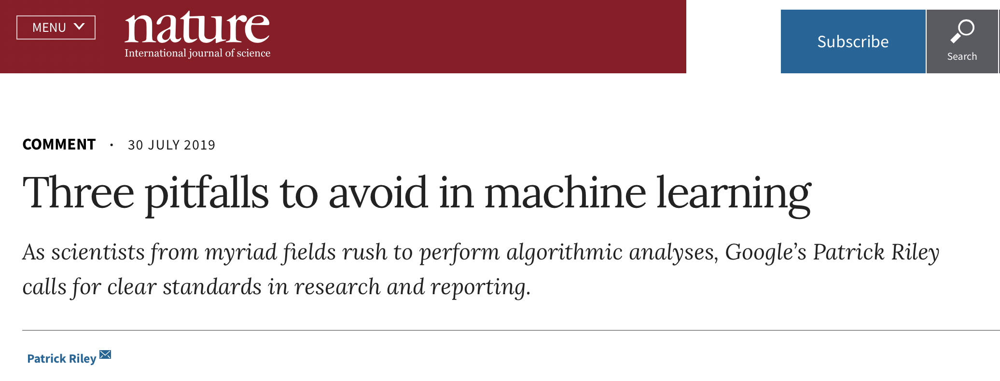 MENU
nature
International journal of science
Subscribe
Search
COMMENT · 30 JULY 2019
Three pitfalls to avoid in machine learning
As scientists from myriad fields rush to perform algorithmic analyses, Google’s Patrick Riley
calls for clear standards in research and reporting.
Patrick Riley